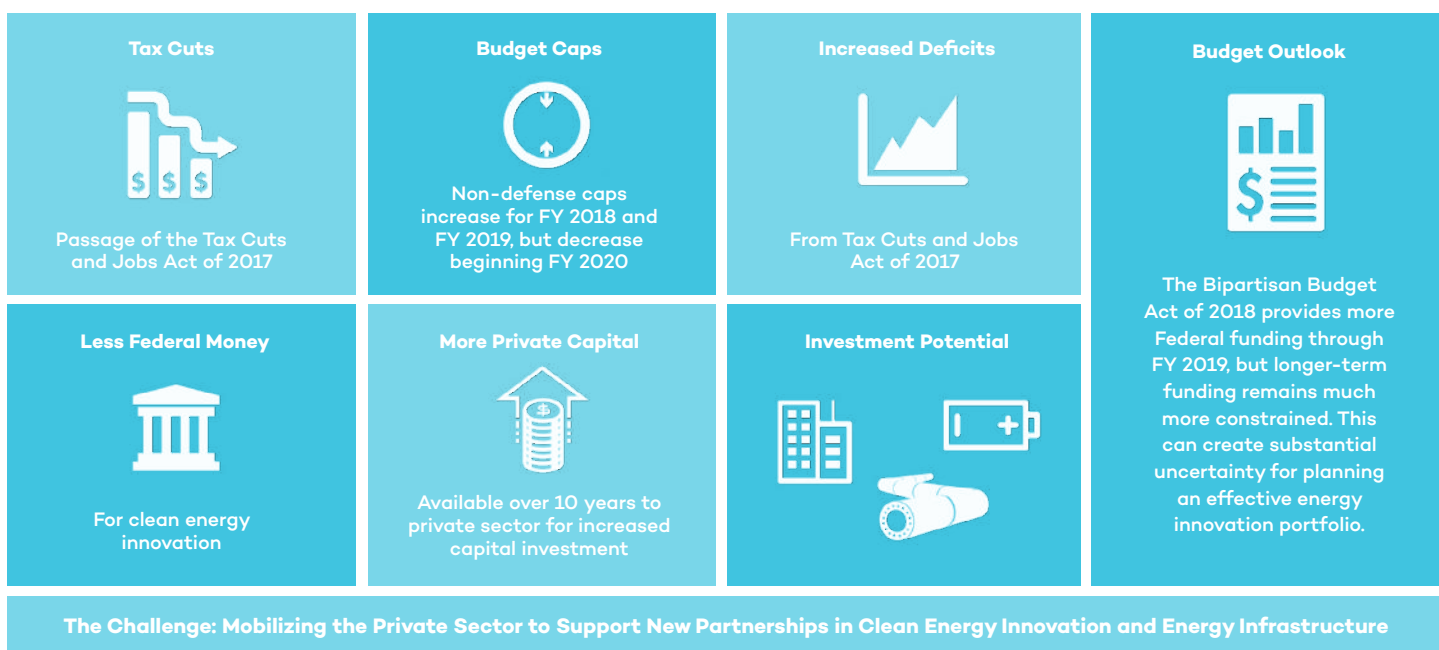 Tax Cuts
$ $ $
Passage of the Tax Cuts
and Jobs Act of 2017
Budget Caps
Non-defense caps
increase for FY 2018 and
FY 2019, but decrease
beginning FY 2020
Increased Deficits
From Tax Cuts and Jobs
Act of 2017
Budget Outlook
$
The Bipartisan Budget
Act of 2018 provides more
Federal funding through
FY 2019, but longer-term
funding remains much
more constrained. This
can create substantial
uncertainty for planning
an effective energy
innovation portfolio.
Less Federal Money
For clean energy
innovation
More Private Capital
$
Available over 10 years to
private sector for increased
capital investment
Investment Potential
The Challenge: Mobilizing the Private Sector to Support New Partnerships in Clean Energy Innovation and Energy Infrastructure